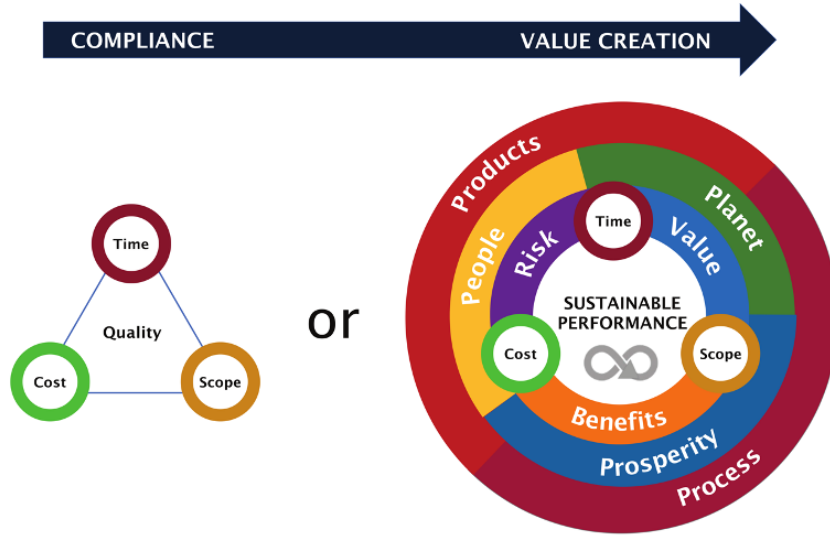 COMPLIANCE
VALUE CREATION
Time
Quality
Cost
Scope
or
Products
People
Planet
Risk
Time
Value
SUSTAINABLE
PERFORMANCE
Cost
Scope
Benefits
Prosperity
Process